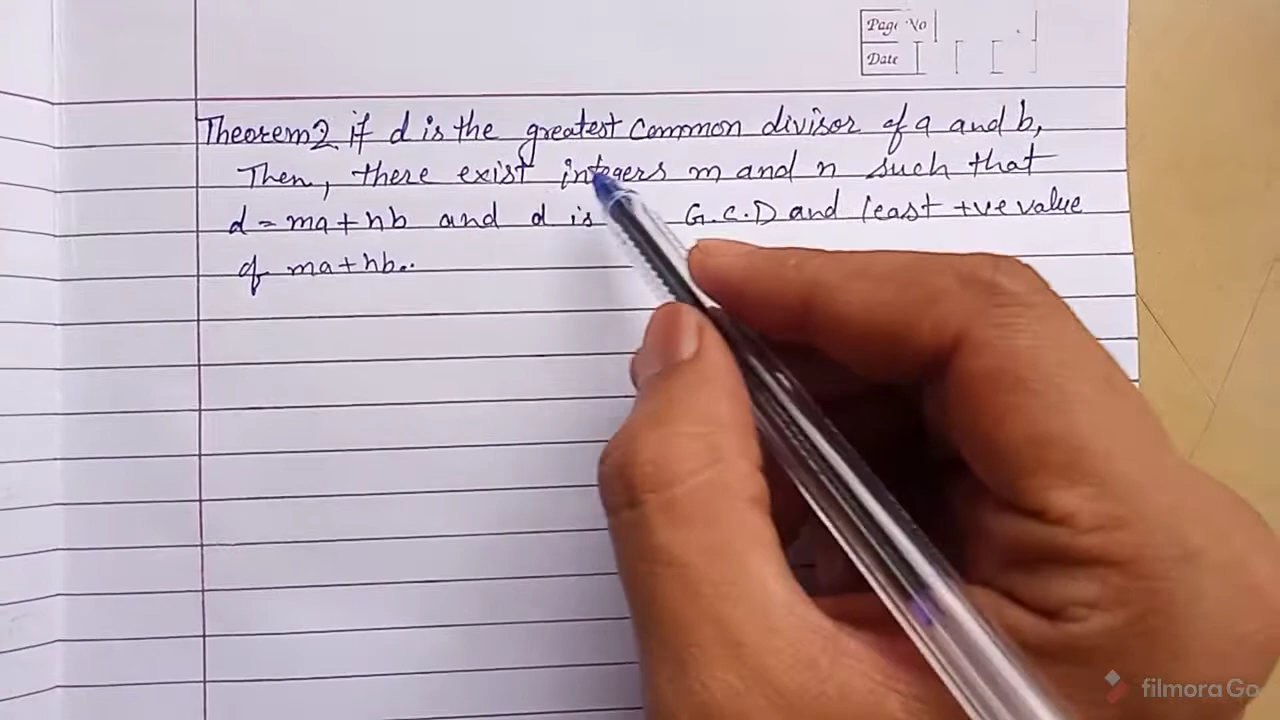 Page No
Date
Theorem2 if d is the greatest common divisor of a and b,
Then, there exist integers m and n such that
d = ma + nb and d is G.C.D and least +ve value
of ma + nb..
filmora Go